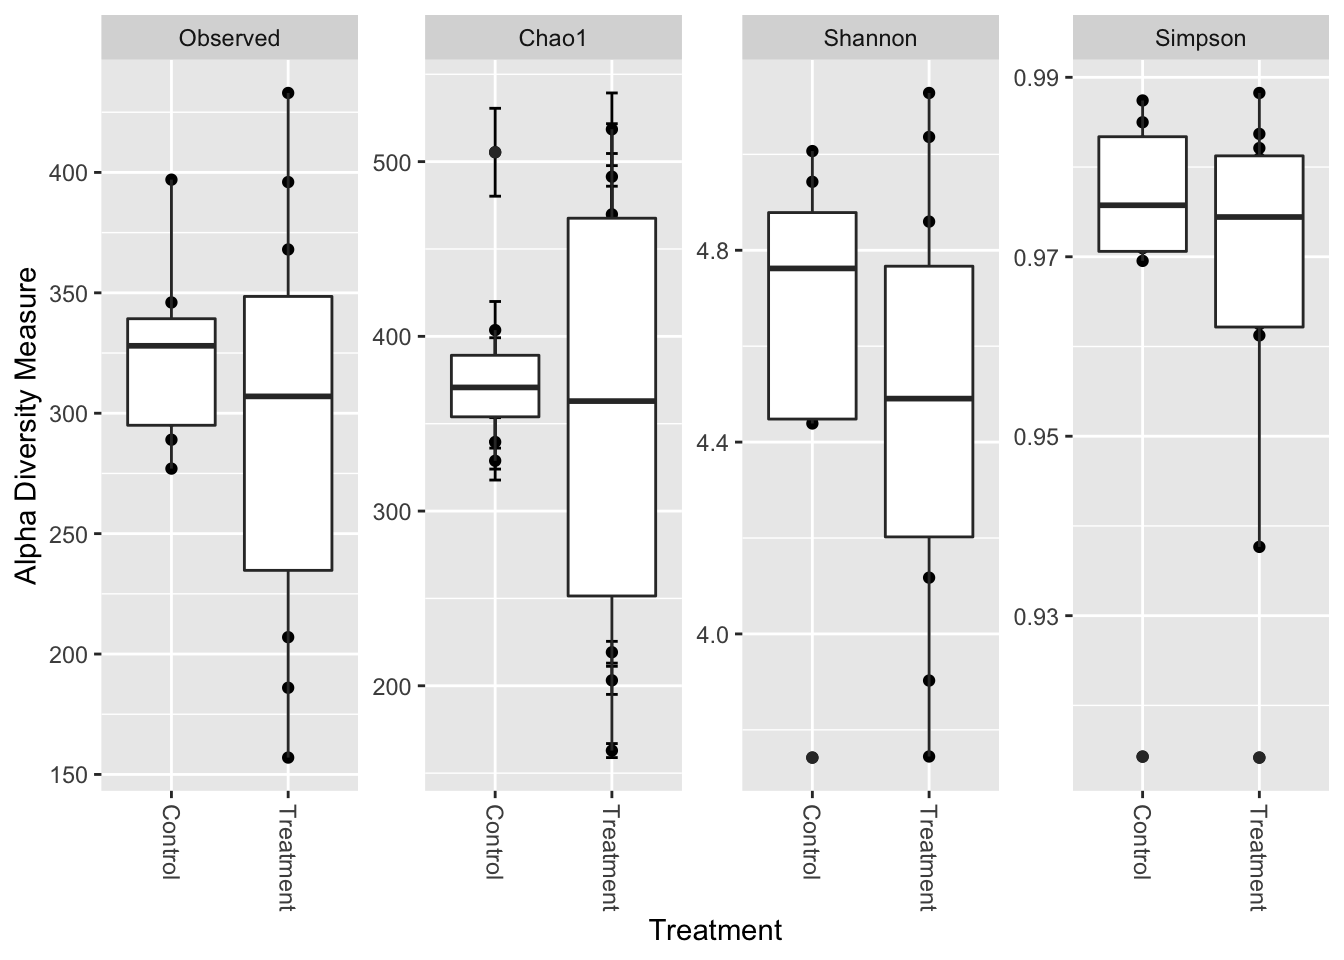 Observed
Chao1
Shannon
Simpson
Alpha Diversity Measure
400
350
300
250
200
150
500
400
300
200
4.8
4.4
4.0
0.99
0.97
0.95
0.93
Control
Treatment
Control
Treatment
Control
Treatment
Control
Treatment
Treatment